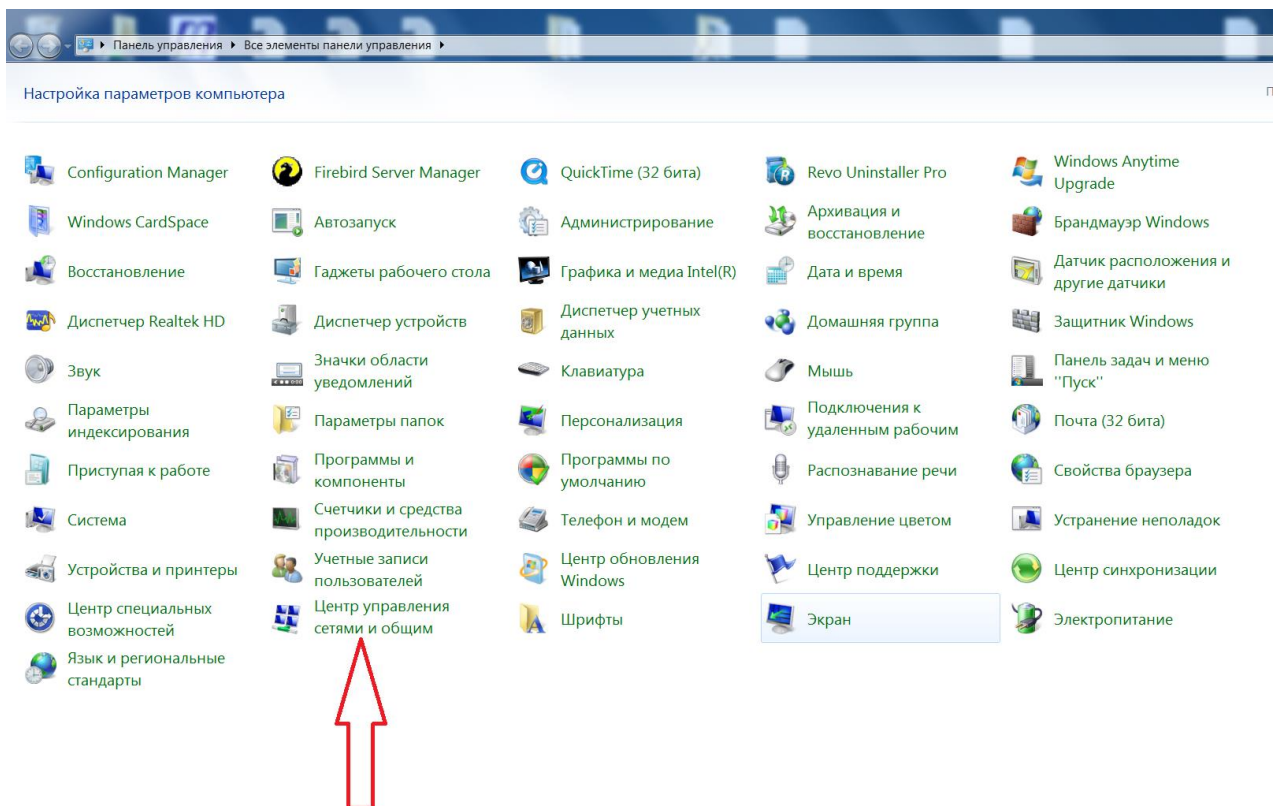 Панель управления ▸ Все элементы панели управления ▸
Настройка параметров компьютера
П
Configuration Manager
Firebird Server Manager
QuickTime (32 бита)
Revo Uninstaller Pro
Windows Anytime
Upgrade
Windows CardSpace
Автозапуск
Администрирование
Архивация и
восстановление
Брандмауэр Windows
Восстановление
Гаджеты рабочего стола
Графика и медиа Intel(R)
Дата и время
Датчик расположения и
другие датчики
Диспетчер Realtek HD
Диспетчер устройств
Диспетчер учетных
данных
Домашняя группа
Защитник Windows
Звук
Значки области
уведомлений
Клавиатура
Мышь
Панель задач и меню
''Пуск''
Параметры
индексирования
Параметры папок
Персонализация
Подключения к
удаленным рабочим
Почта (32 бита)
Приступая к работе
Программы и
компоненты
Программы по
умолчанию
Распознавание речи
Свойства браузера
Система
Счетчики и средства
производительности
Телефон и модем
Управление цветом
Устранение неполадок
Устройства и принтеры
Учетные записи
пользователей
Центр обновления
Windows
Центр поддержки
Центр синхронизации
Центр специальных
возможностей
Центр управления
сетями и общим
Шрифты
Экран
Электропитание
Язык и региональные
стандарты